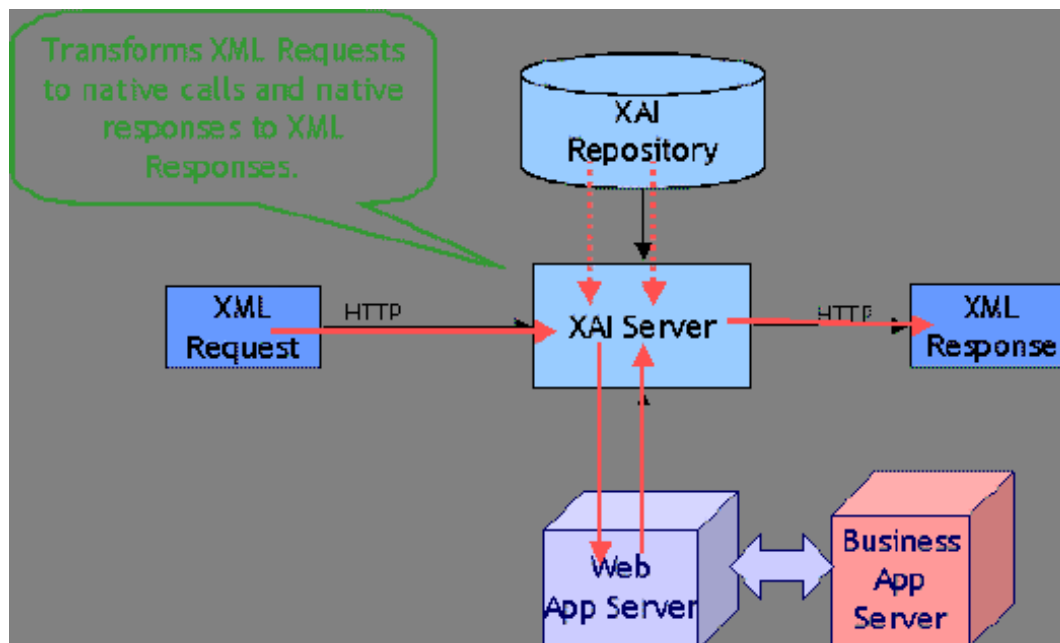 Transforms XML Requests
to native calls and native
responses to XML
Responses.
XAI
Repository
XML
Request
HTTP
XAI Server
HTTP
XML
Response
Web
App Server
Business
App
Server